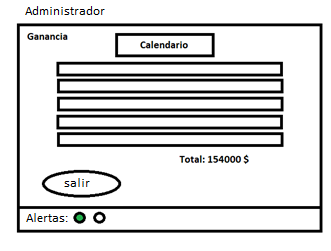 Administrador
Ganancia
Calendario
Total: 154000 $
salir
Alertas: